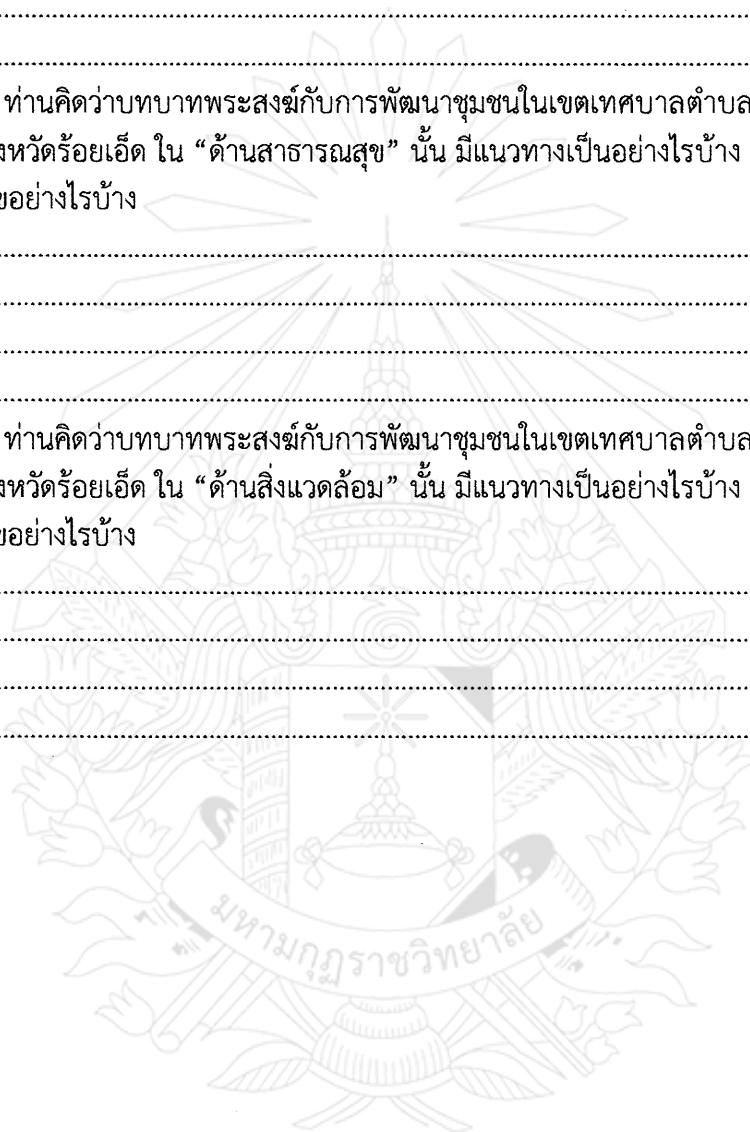 ท่านคิดว่าบทบาทพระสงฆ์กับการพัฒนาชุมชนในเขตเทศบาลตำบล
งหวัดร้อยเอ็ด ใน “ด้านสาธารณสุข” นั้น มีแนวทางเป็นอย่างไรบ้าง
ขอย่างไรบ้าง
ท่านคิดว่าบทบาทพระสงฆ์กับการพัฒนาชุมชนในเขตเทศบาลตำบล
งหวัดร้อยเอ็ด ใน “ด้านสิ่งแวดล้อม” นั้น มีแนวทางเป็นอย่างไรบ้าง
ขอย่างไรบ้าง
มหามกุฏราชวิทยาลัย